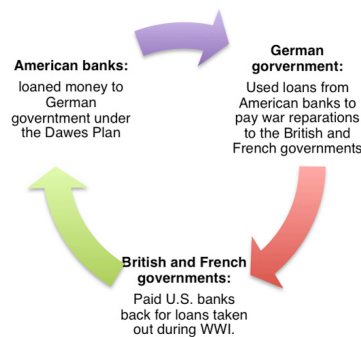 American banks:
loaned money to
German
governtment under
the Dawes Plan
German
gorvernment:
Used loans from
American banks to
pay war reparations
to the British and
French governments
British and French
governments:
Paid U.S. banks
back for loans taken
out during WWI.